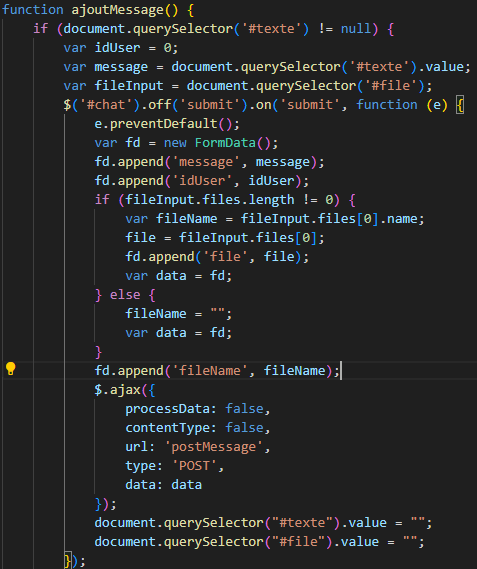 function ajoutMessage() {
if (document.querySelector('#texte') != null) {
var idUser = 0;
var message = document.querySelector('#texte').value;
var fileInput = document.querySelector('#file');
$('#chat').off('submit').on('submit', function (e) {
e.preventDefault();
var fd = new FormData();
fd.append('message', message);
fd.append('idUser', idUser);
if (fileInput.files.length != 0) {
var fileName = fileInput.files[0].name;
file = fileInput.files[0];
fd.append('file', file);
var data = fd;
} else {
fileName = "";
var data = fd;
}
fd.append('fileName', fileName);
$.ajax({
processData: false,
contentType: false,
url: 'postMessage',
type: 'POST',
data: data
});
document.querySelector("#texte").value = "";
document.querySelector("#file").value = "";
});